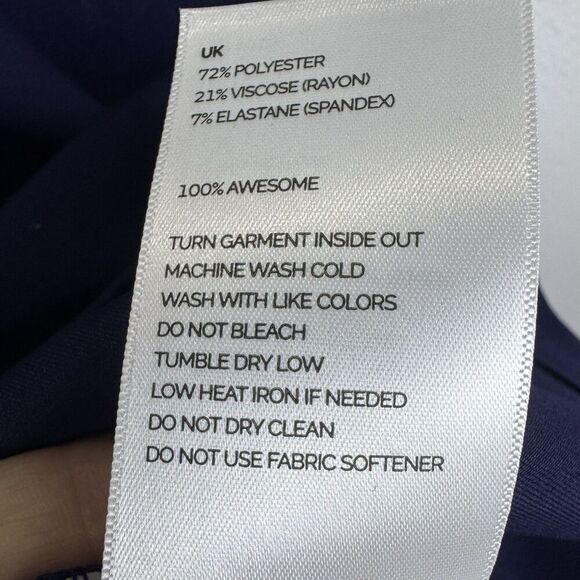 UK
72% POLYESTER
21% VISCOSE (RAYON)
7% ELASTANE (SPANDEX)
100% AWESOME
TURN GARMENT INSIDE OUT
MACHINE WASH COLD
WASH WITH LIKE COLORS
DO NOT BLEACH
TUMBLE DRY LOW
LOW HEAT IRON IF NEEDED
DO NOT DRY CLEAN
DO NOT USE FABRIC SOFTENER